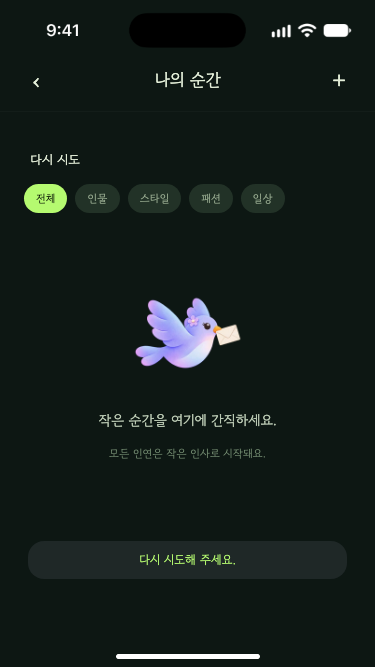 9:41
나의 순간
다시 시도
전체
인물
스타일
패션
일상
작은 순간을 여기에 간직하세요.
모든 인연은 작은 인사로 시작돼요.
다시 시도해 주세요.